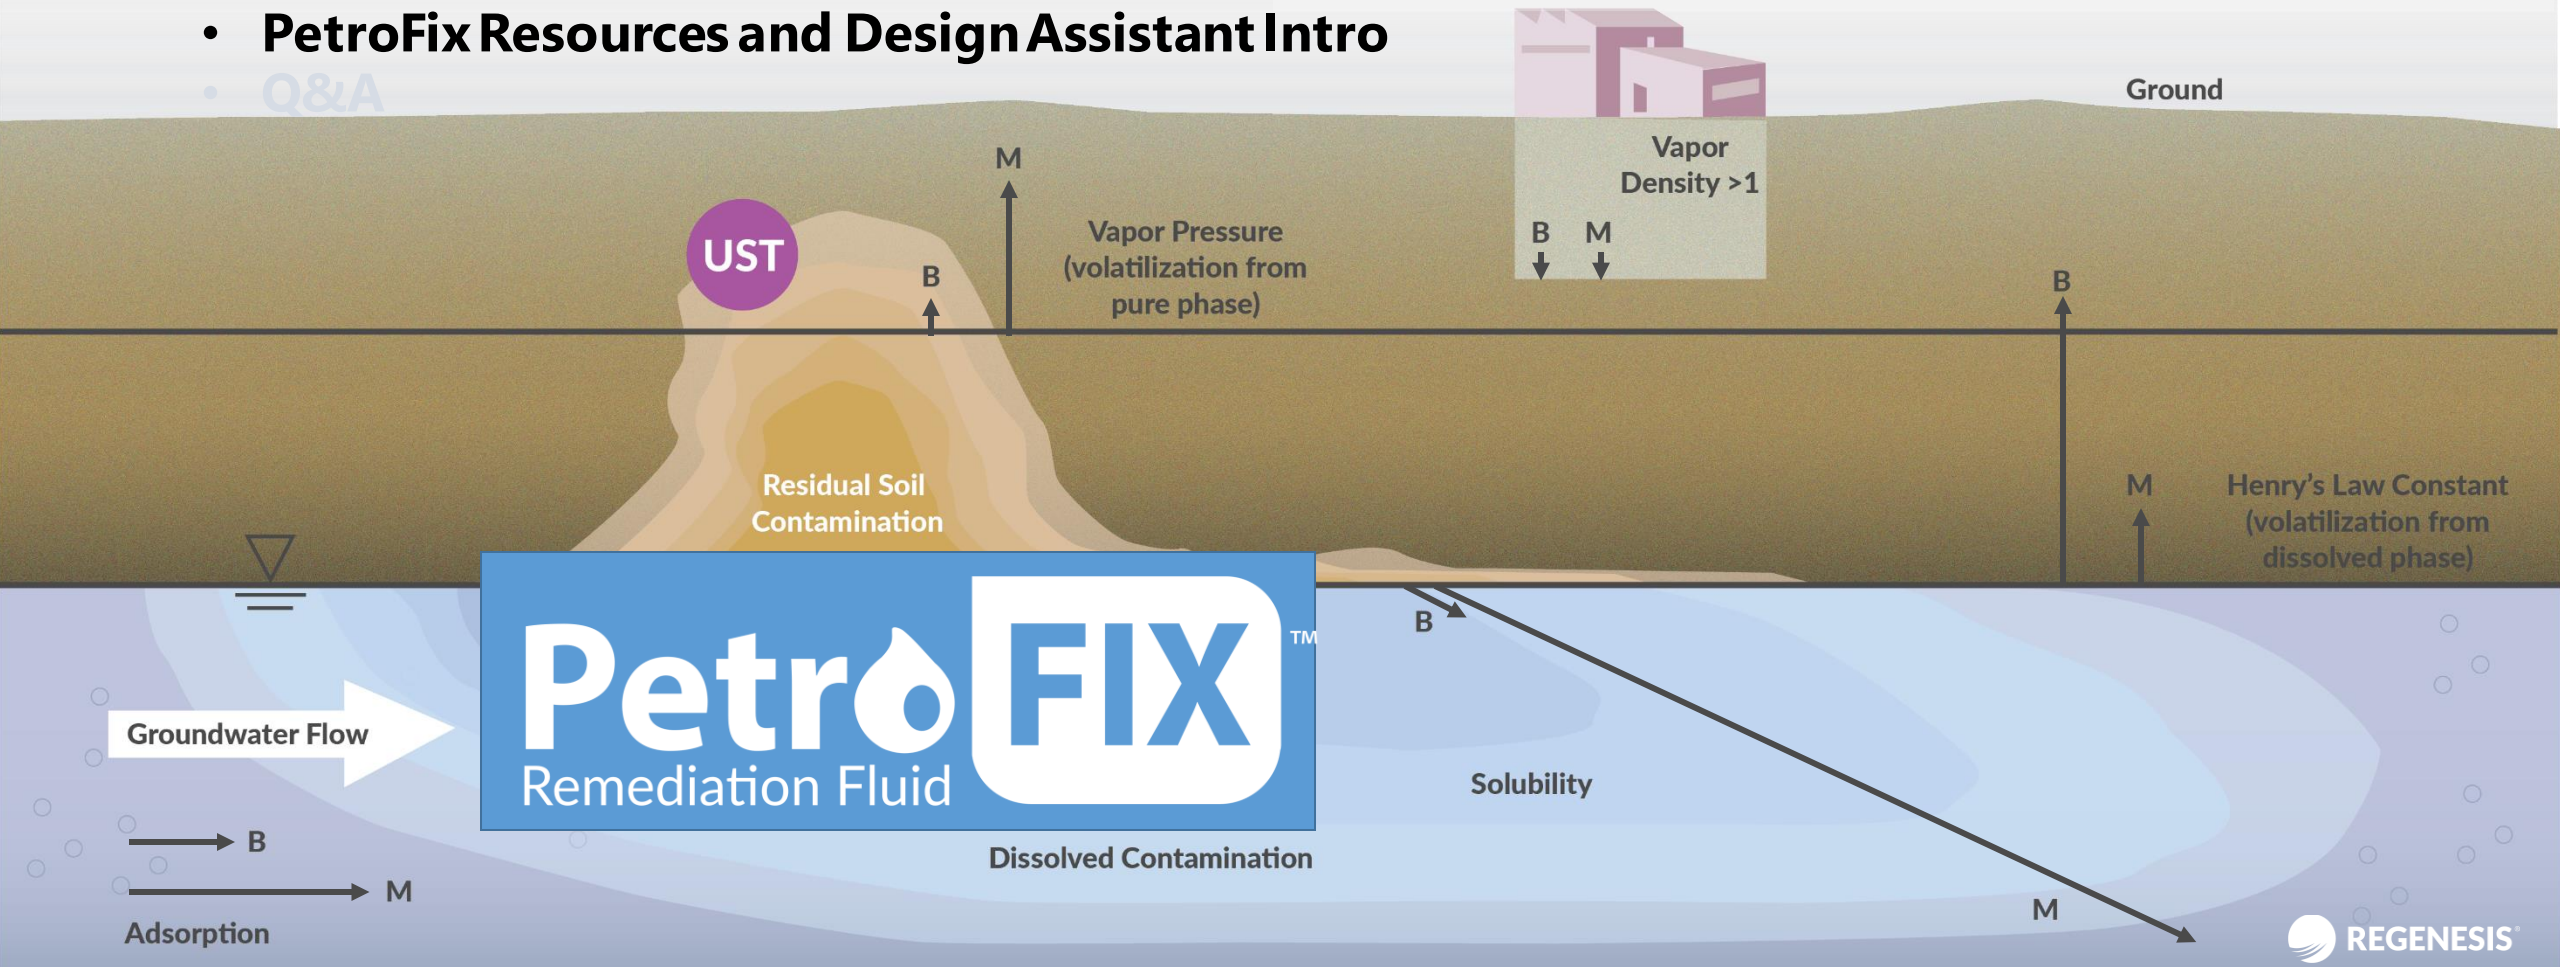 • PetroFix Resources and Design Assistant Intro
• Q&A
Ground
Vapor
Density >1
M
UST
B
Vapor Pressure
(volatilization from
pure phase)
B M
B
Residual Soil
Contamination
M
Henry's Law Constant
(volatilization from
dissolved phase)
B
Petro FIX ™
Remediation Fluid
Groundwater Flow
Solubility
B
Dissolved Contamination
M
M
Adsorption
REGENESIS®